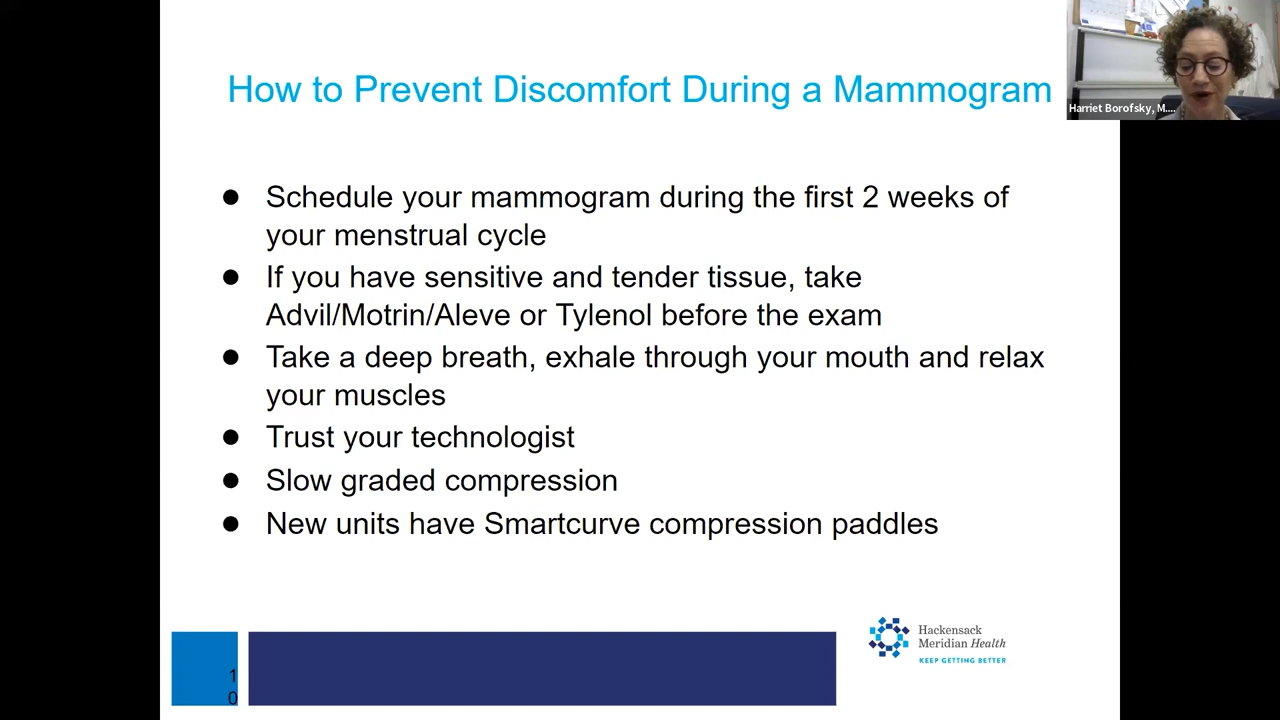 How to Prevent Discomfort During a Mammogram
Harriet Borofsky, M....
● Schedule your mammogram during the first 2 weeks of
your menstrual cycle
● If you have sensitive and tender tissue, take
Advil/Motrin/Aleve or Tylenol before the exam
● Take a deep breath, exhale through your mouth and relax
your muscles
● Trust your technologist
● Slow graded compression
● New units have Smartcurve compression paddles
Hackensack
Meridian Health
KEEP GETTING BETTER
1
0